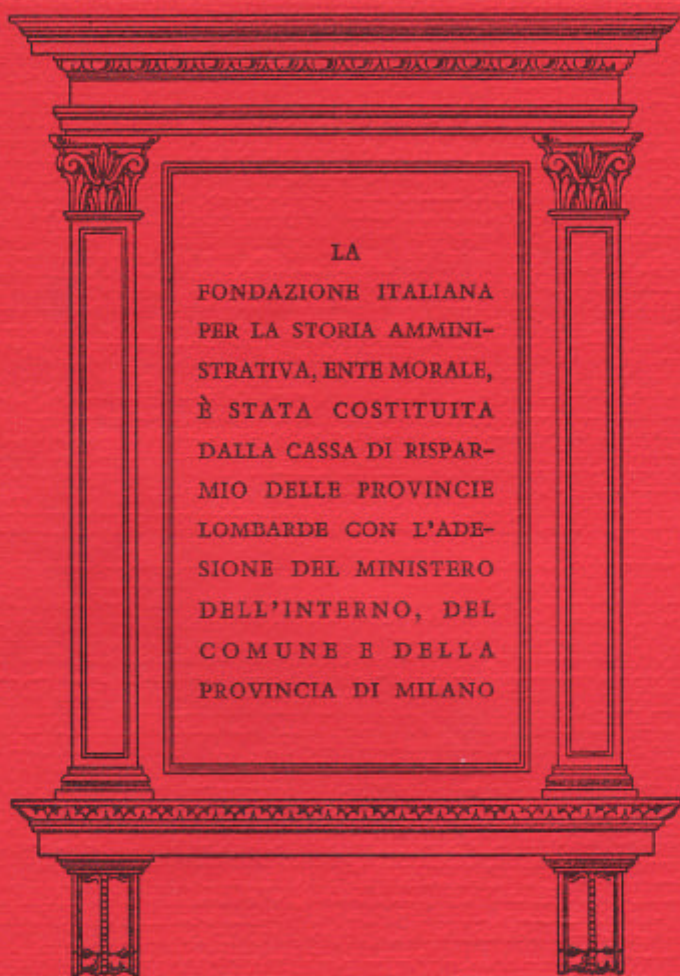 LA
FONDAZIONE ITALIANA
PER LA STORIA AMMINI-
STRATIVA, ENTE MORALE,
È STATA COSTITUITA
DALLA CASSA DI RISPAR-
MIO DELLE PROVINCIE
LOMBARDE CON L'ADE-
SIONE DEL MINISTERO
DELL'INTERNO, DEL
COMUNE E DELLA
PROVINCIA DI MILANO